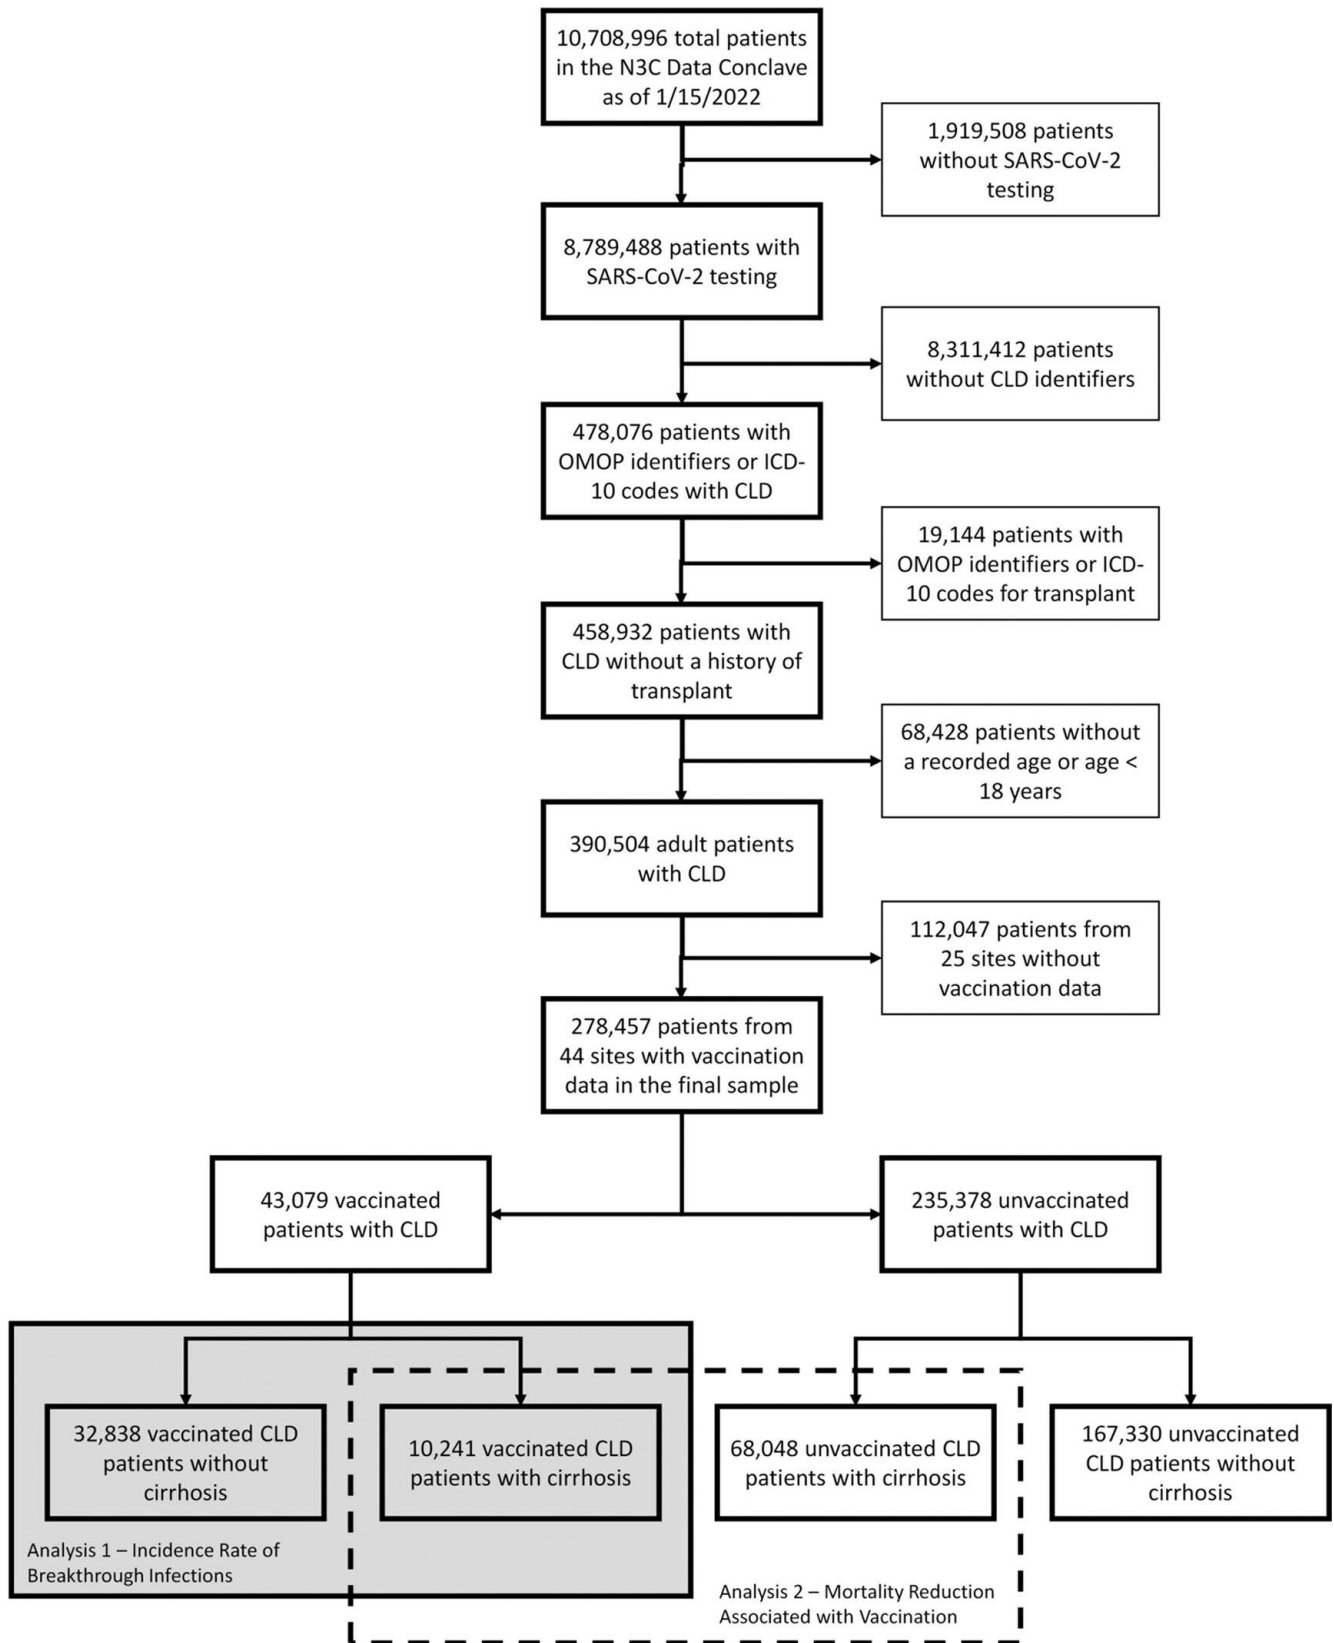 10,708,996 total patients
in the N3C Data Conclave
as of 1/15/2022
1,919,508 patients
without SARS-CoV-2
testing
8,789,488 patients with
SARS-CoV-2 testing
8,311,412 patients
without CLD identifiers
478,076 patients with
OMOP identifiers or ICD-
10 codes with CLD
19,144 patients with
OMOP identifiers or ICD-
10 codes for transplant
458,932 patients with
CLD without a history of
transplant
68,428 patients without
a recorded age or age <
18 years
390,504 adult patients
with CLD
112,047 patients from
25 sites without
vaccination data
278,457 patients from
44 sites with vaccination
data in the final sample
43,079 vaccinated
patients with CLD
235,378 unvaccinated
patients with CLD
32,838 vaccinated CLD
patients without
cirrhosis
10,241 vaccinated CLD
patients with cirrhosis
68,048 unvaccinated CLD
patients with cirrhosis
167,330 unvaccinated
CLD patients without
cirrhosis
Analysis 1 – Incidence Rate of
Breakthrough Infections
Analysis 2 – Mortality Reduction
Associated with Vaccination